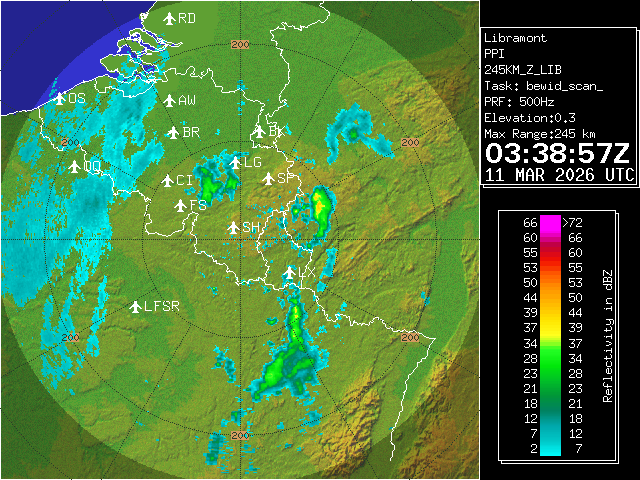 RD
200
OS
AW
BR
BK
200
QQ
LG
CI
SP
FS
SH
LX
LFSR
200
200
200
Libramont
PPI
245KM_Z_LIB
Task: bewid_scan_
PRF: 500Hz
Elevation:0.3
Max Range:245 km
03:38:57Z
11 MAR 2026 UTC
66 >72
60 66
55 60
53 55
50 53
44 50
39 44
37 39
34 37
28 34
23 28
21 23
18 21
12 18
7 12
2 7
Reflectivity in dBZ